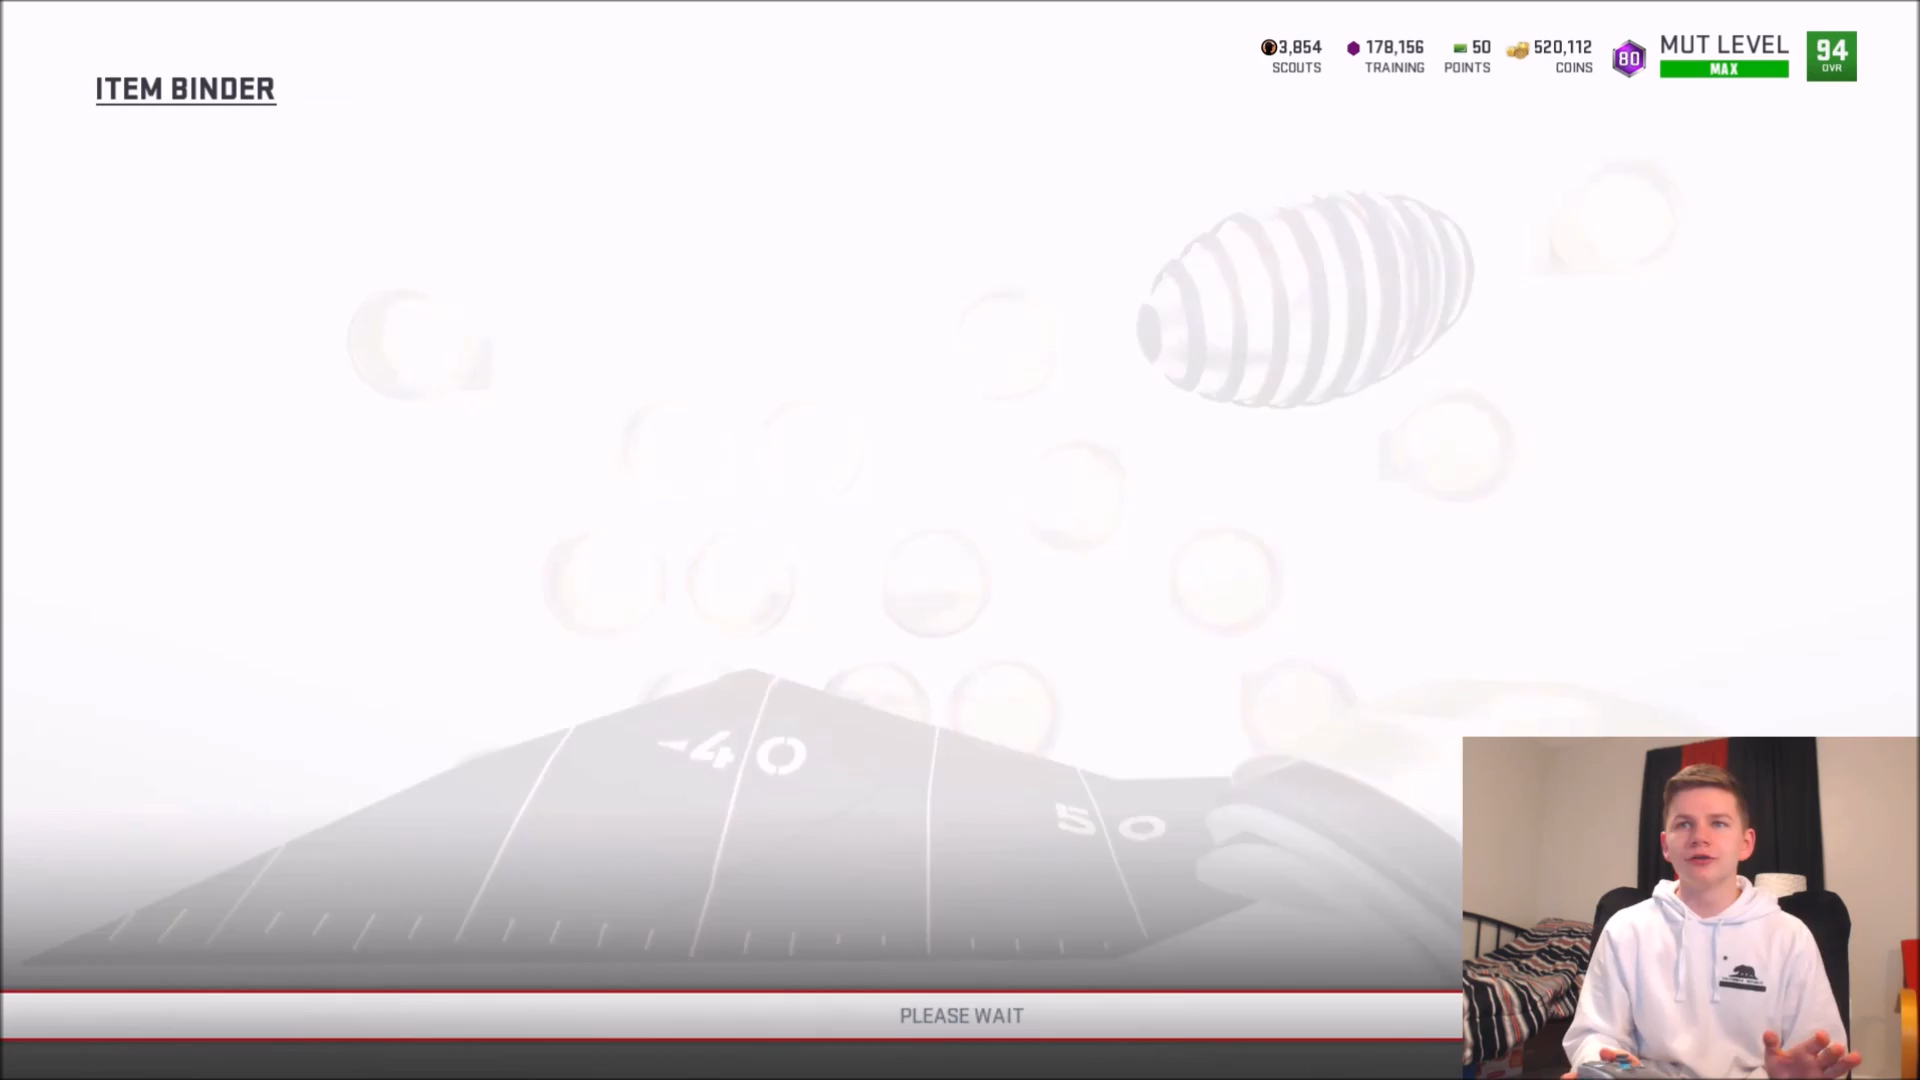 ITEM BINDER
3,854 SCOUTS
178,156 TRAINING
50 POINTS
520,112 COINS
80
MUT LEVEL
MAX
94
OVR
40
50
PLEASE WAIT